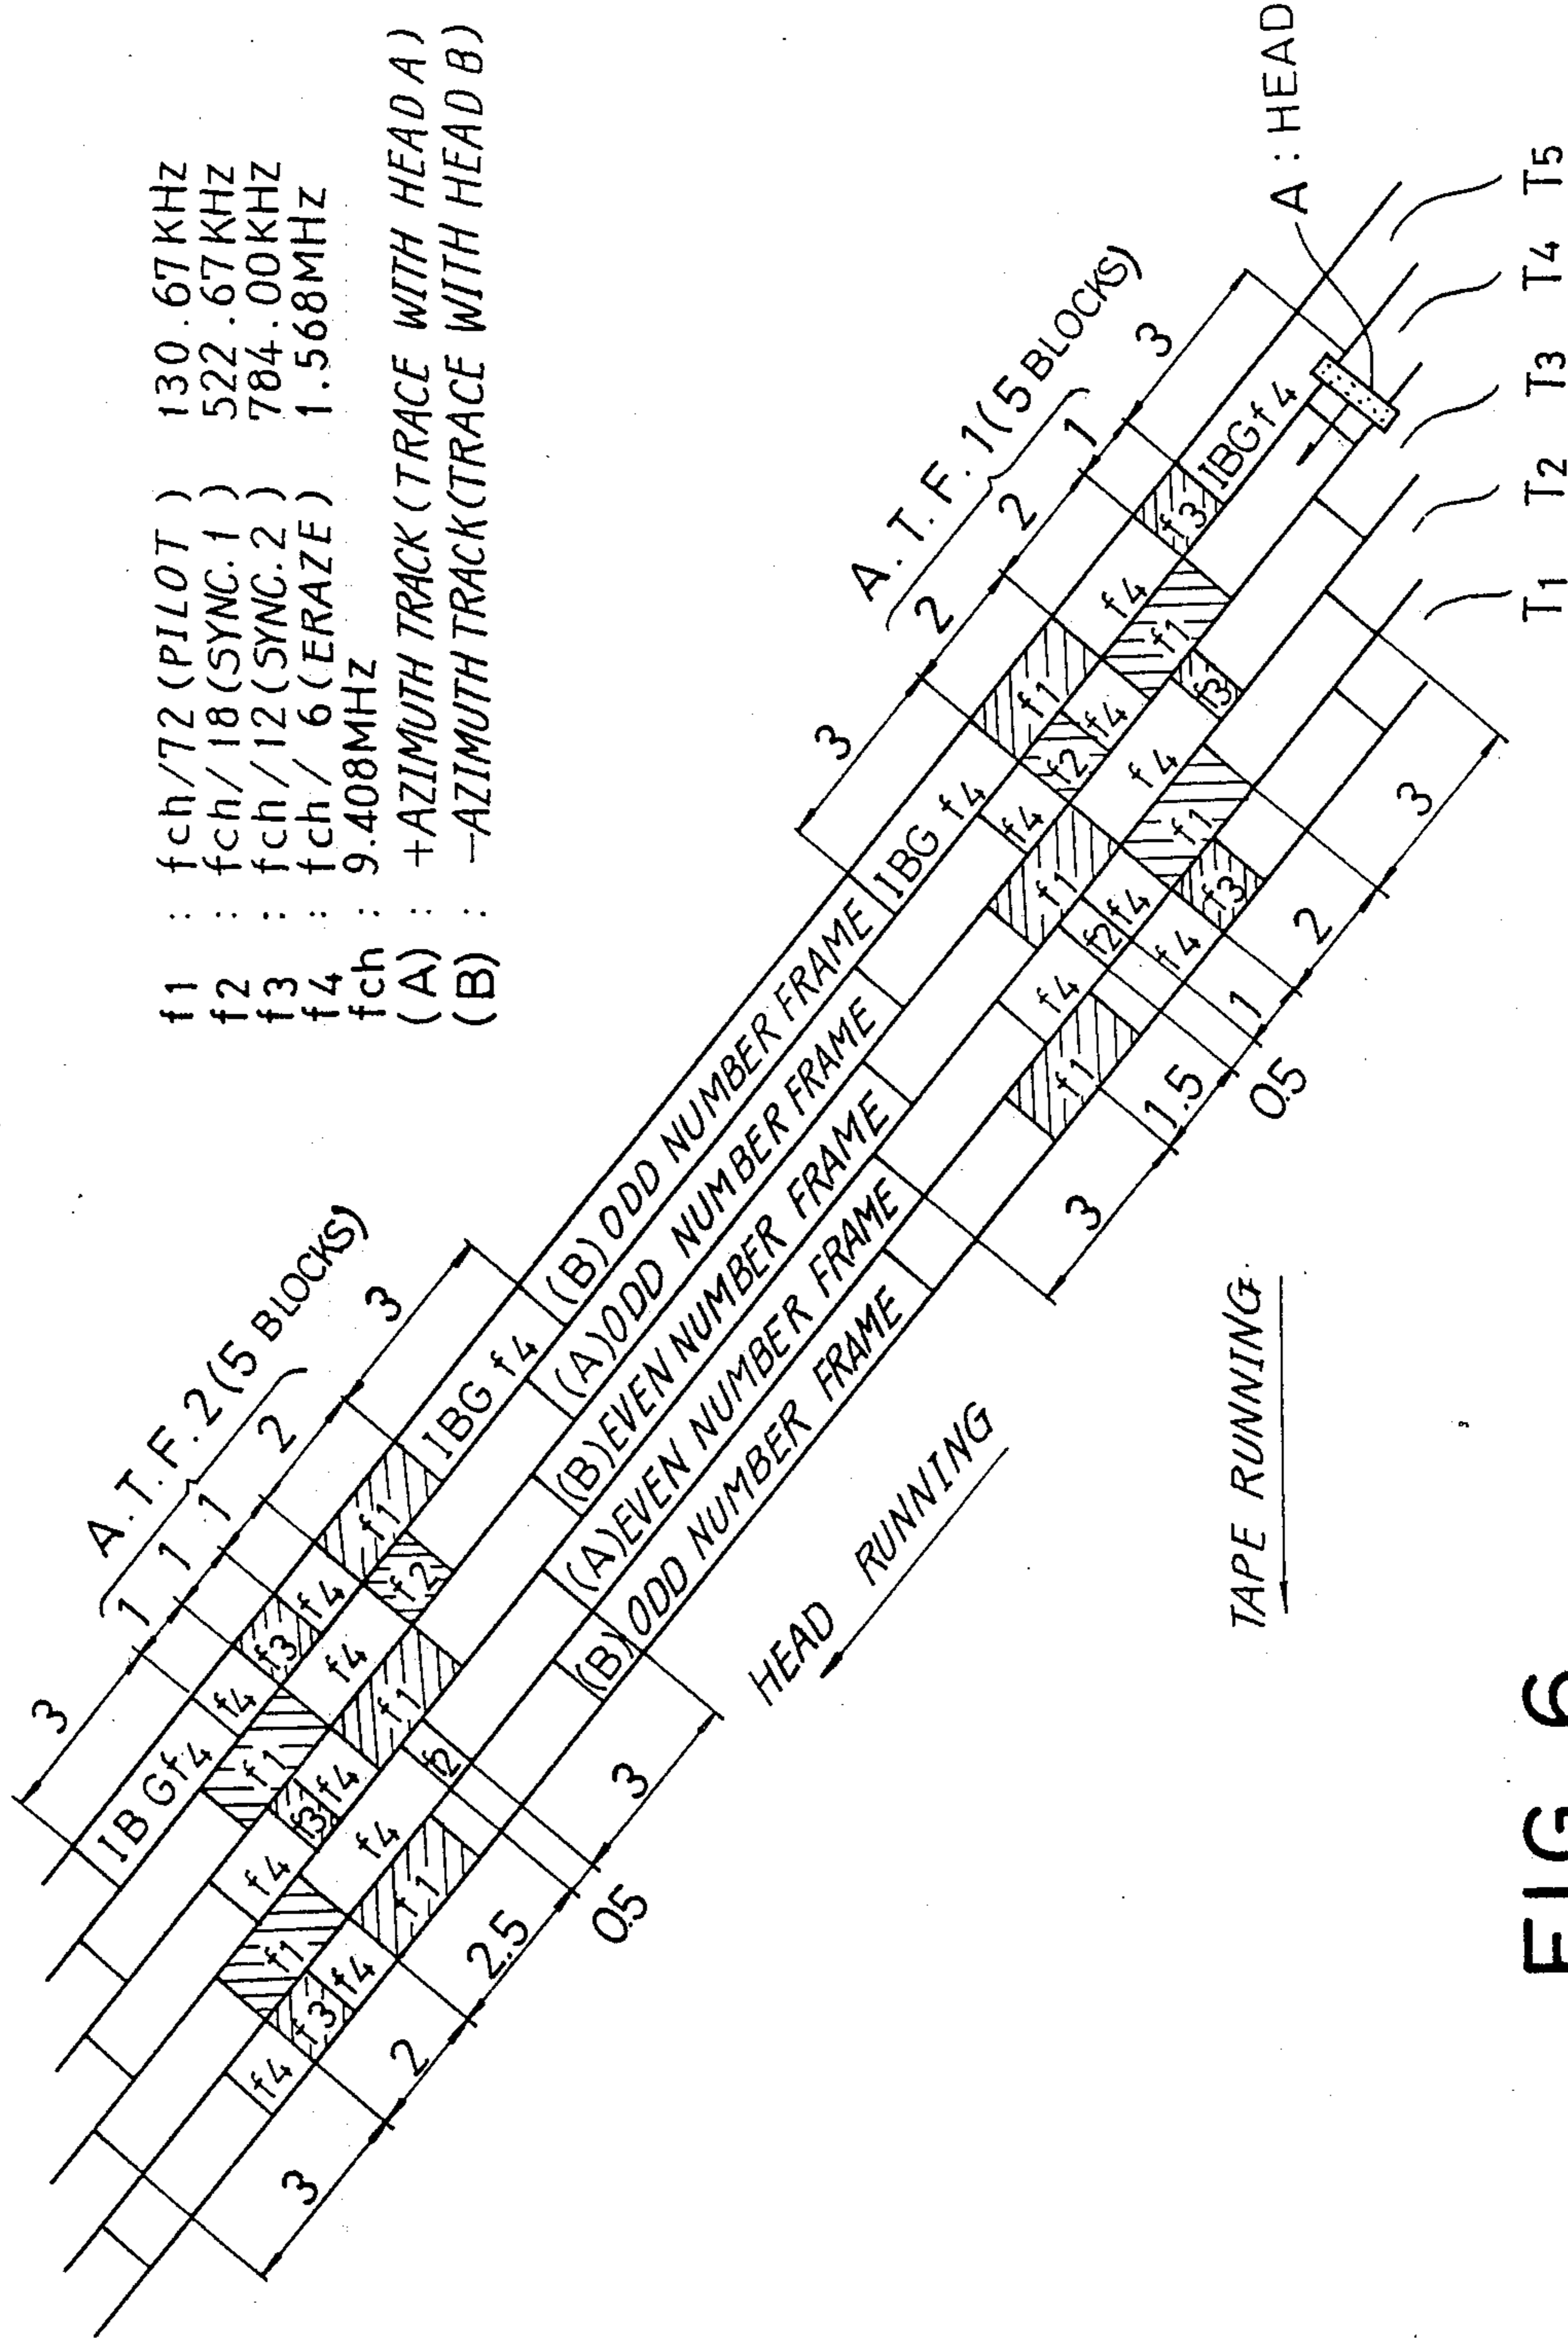 f1 : fch/72 (PILOT) 130.67KHz
f2 : fch/18 (SYNC.1) 522.67KHz
f3 : fch/12 (SYNC.2) 784.00KHz
f4 : fch/ 6 (ERAZE) 1.568MHz
fch : 9.408MHz
(A) : +AZIMUTH TRACK (TRACE WITH HEAD A)
(B) : -AZIMUTH TRACK (TRACE WITH HEAD B)
A.T.F.2 (5 BLOCKS)
3 1 1 1 2 3
A.T.F.1 (5 BLOCKS)
3 2 2 1 3
IBG f4 f4 f3 f4 f1 IBG f4 (B) ODD NUMBER FRAME IBG f4 f1 f4 f3 IBG f4
f1 f4 f2 (A) ODD NUMBER FRAME f4 f2 f4 f1
f4 f3 f4 f1 (B) EVEN NUMBER FRAME f1 f4 f3
f1 f4 f2 (A) EVEN NUMBER FRAME f4 f2 f4 f1
f4 f3 f4 f1 (B) ODD NUMBER FRAME f1 f4 f3
3 2 2.5 0.5 3
3 1.5 0.5 1 2 3
HEAD RUNNING
TAPE RUNNING
A : HEAD
T1 T2 T3 T4 T5
FIG 6